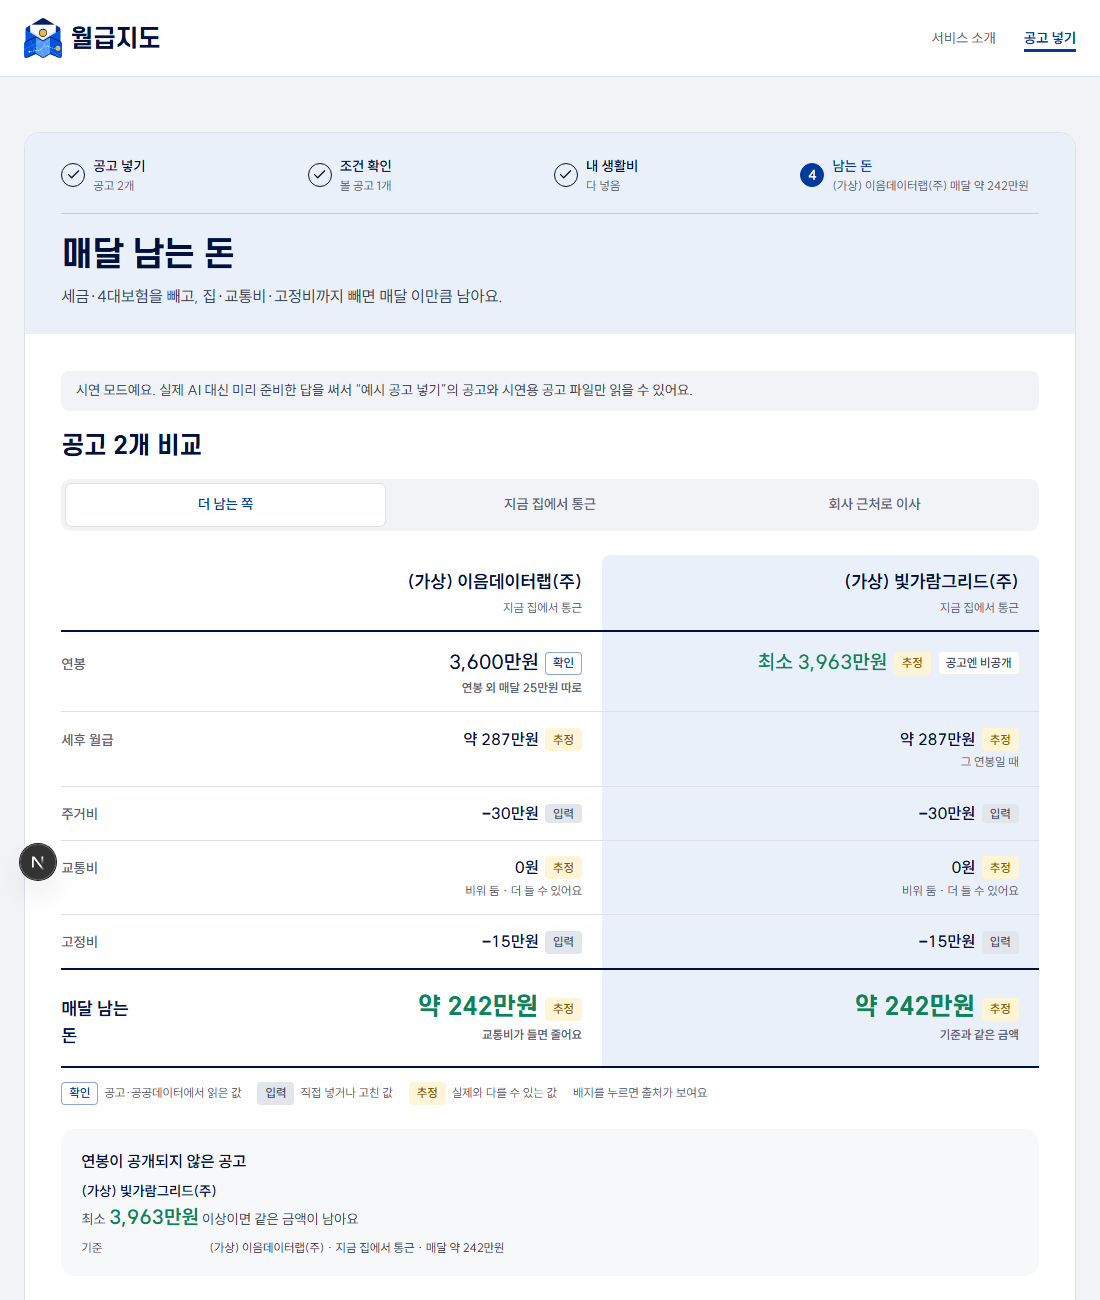 월급지도
서비스 소개
공고 넣기
공고 넣기
공고 2개
조건 확인
볼 공고 1개
내 생활비
다 넣음
4
남는 돈
(가상) 이음데이터랩(주) 매달 약 242만원
매달 남는 돈
세금·4대보험을 빼고, 집·교통비·고정비까지 빼면 매달 이만큼 남아요.
시연 모드예요. 실제 AI 대신 미리 준비한 답을 써서 "예시 공고 넣기"의 공고와 시연용 공고 파일만 읽을 수 있어요.
공고 2개 비교
더 남는 쪽
지금 집에서 통근
회사 근처로 이사
(가상) 이음데이터랩(주)
지금 집에서 통근
(가상) 빛가람그리드(주)
지금 집에서 통근
연봉
3,600만원 확인
연봉 외 매달 25만원 따로
최소 3,963만원 추정 공고엔 비공개
세후 월급
약 287만원 추정
약 287만원 추정
그 연봉일 때
주거비
−30만원 입력
−30만원 입력
N
교통비
0원 추정
비워 둠 · 더 들 수 있어요
0원 추정
비워 둠 · 더 들 수 있어요
고정비
−15만원 입력
−15만원 입력
매달 남는
돈
약 242만원 추정
교통비가 들면 줄어요
약 242만원 추정
기준과 같은 금액
확인 공고·공공데이터에서 읽은 값 입력 직접 넣거나 고친 값 추정 실제와 다를 수 있는 값 배지를 누르면 출처가 보여요
연봉이 공개되지 않은 공고
(가상) 빛가람그리드(주)
최소 3,963만원 이상이면 같은 금액이 남아요
기준 (가상) 이음데이터랩(주) · 지금 집에서 통근 · 매달 약 242만원